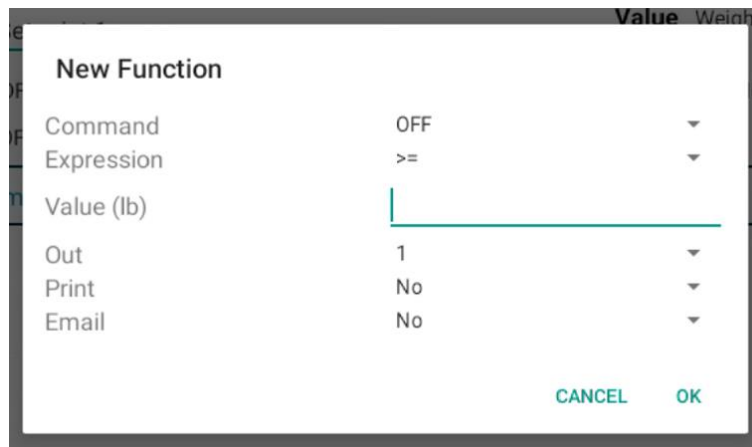 Value Weigh
New Function
Command OFF
Expression >=
Value (lb)
Out 1
Print No
Email No
CANCEL OK